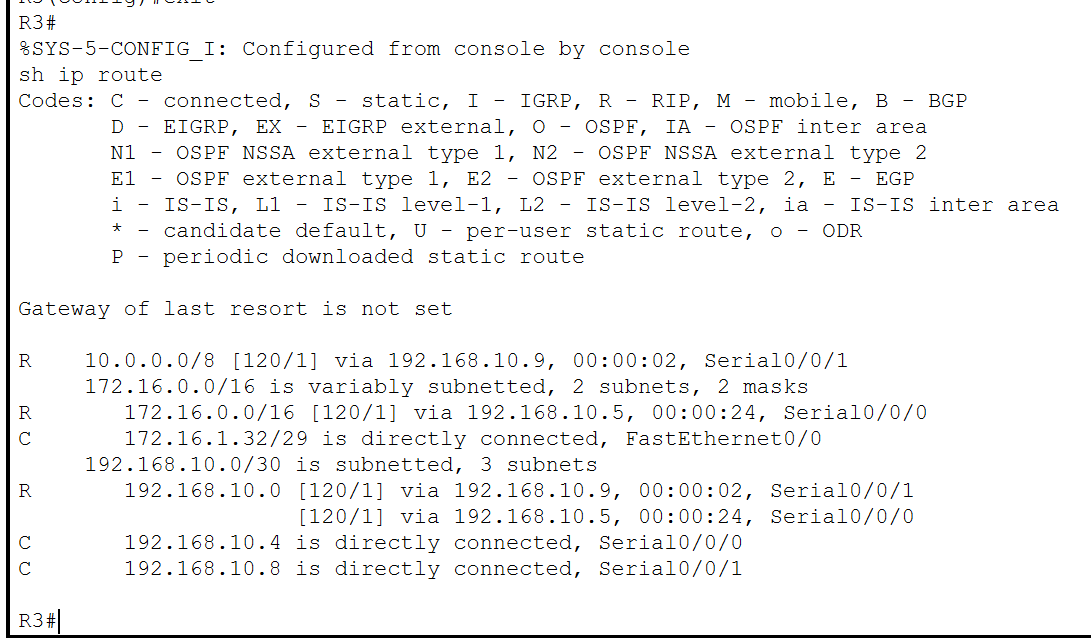 R3(config)#exit
R3#
%SYS-5-CONFIG_I: Configured from console by console
sh ip route
Codes: C - connected, S - static, I - IGRP, R - RIP, M - mobile, B - BGP
       D - EIGRP, EX - EIGRP external, O - OSPF, IA - OSPF inter area
       N1 - OSPF NSSA external type 1, N2 - OSPF NSSA external type 2
       E1 - OSPF external type 1, E2 - OSPF external type 2, E - EGP
       i - IS-IS, L1 - IS-IS level-1, L2 - IS-IS level-2, ia - IS-IS inter area
       * - candidate default, U - per-user static route, o - ODR
       P - periodic downloaded static route

Gateway of last resort is not set

R    10.0.0.0/8 [120/1] via 192.168.10.9, 00:00:02, Serial0/0/1
     172.16.0.0/16 is variably subnetted, 2 subnets, 2 masks
R       172.16.0.0/16 [120/1] via 192.168.10.5, 00:00:24, Serial0/0/0
C       172.16.1.32/29 is directly connected, FastEthernet0/0
     192.168.10.0/30 is subnetted, 3 subnets
R       192.168.10.0 [120/1] via 192.168.10.9, 00:00:02, Serial0/0/1
                     [120/1] via 192.168.10.5, 00:00:24, Serial0/0/0
C       192.168.10.4 is directly connected, Serial0/0/0
C       192.168.10.8 is directly connected, Serial0/0/1

R3#